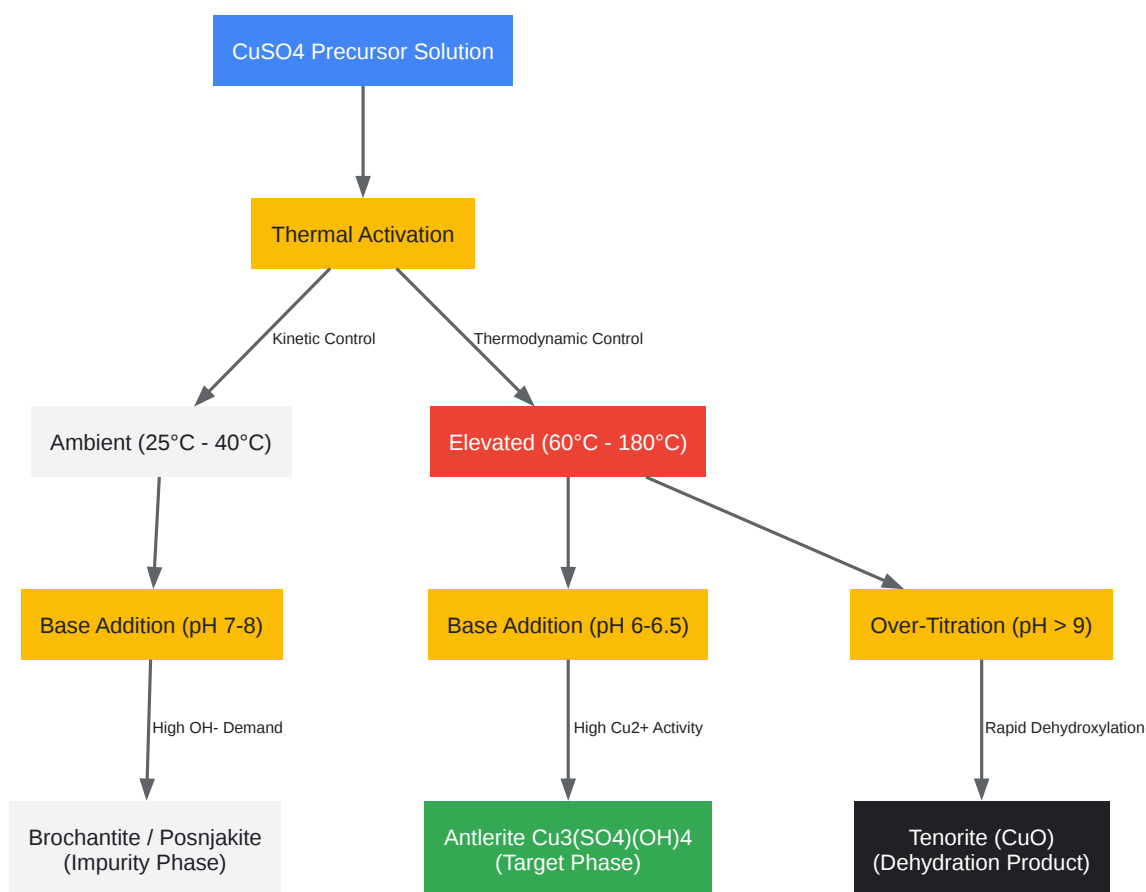 CuSO4 Precursor Solution
Thermal Activation
Kinetic Control
Thermodynamic Control
Ambient (25°C - 40°C)
Elevated (60°C - 180°C)
Base Addition (pH 7-8)
Base Addition (pH 6-6.5)
Over-Titration (pH > 9)
High OH- Demand
High Cu2+ Activity
Rapid Dehydroxylation
Brochantite / Posnjakite
(Impurity Phase)
Antlerite Cu3(SO4)(OH)4
(Target Phase)
Tenorite (CuO)
(Dehydration Product)